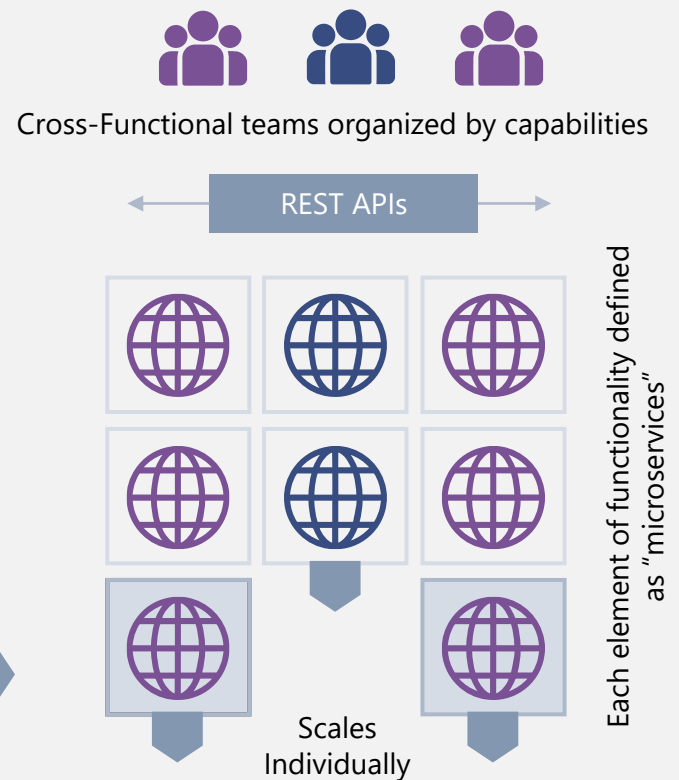 Cross-Functional teams organized by capabilities
REST APIs
Each element of functionality defined
as “microservices”
Scales
Individually